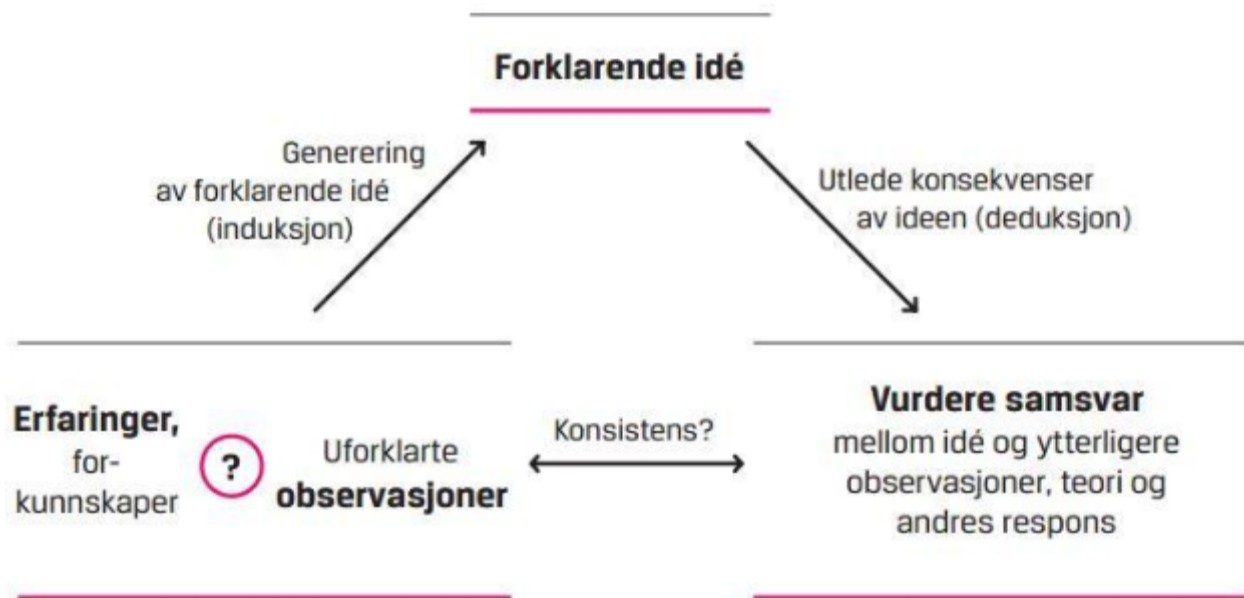 Forklarende idé
Generering
av forklarende idé
(induksjon)
Utlede konsekvenser
av ideen (deduksjon)
Erfaringer,
for-
kunnskaper
?
Uforklarte
observasjoner
Konsistens?
Vurdere samsvar
mellom idé og ytterligere
observasjoner, teori og
andres respons